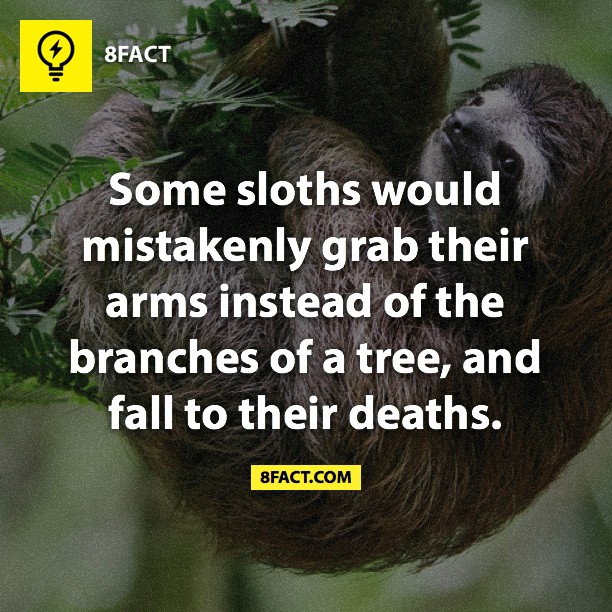 8FACT
Some sloths would
mistakenly grab their
arms instead of the
branches of a tree, and
fall to their deaths.
8FACT.COM